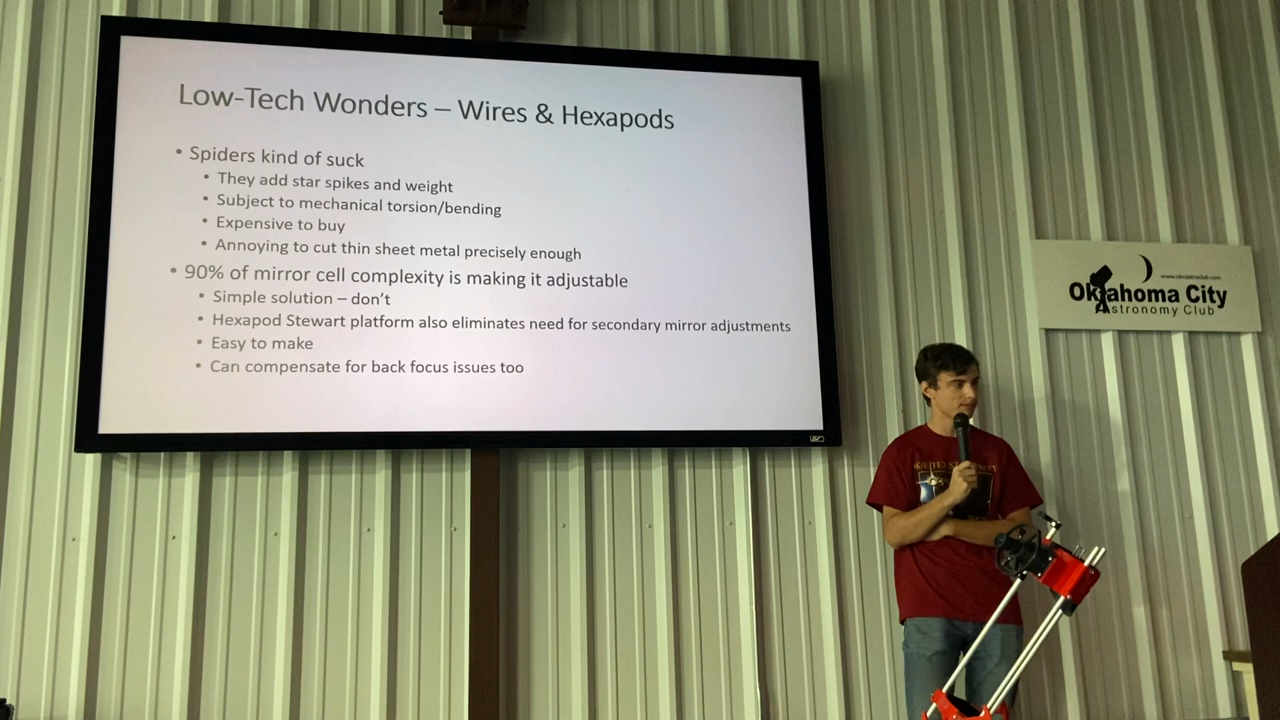 Low-Tech Wonders – Wires & Hexapods
• Spiders kind of suck
• They add star spikes and weight
• Subject to mechanical torsion/bending
• Expensive to buy
• Annoying to cut thin sheet metal precisely enough
• 90% of mirror cell complexity is making it adjustable
• Simple solution – don't
• Hexapod Stewart platform also eliminates need for secondary mirror adjustments
• Easy to make
• Can compensate for back focus issues too
Oklahoma City
Astronomy Club